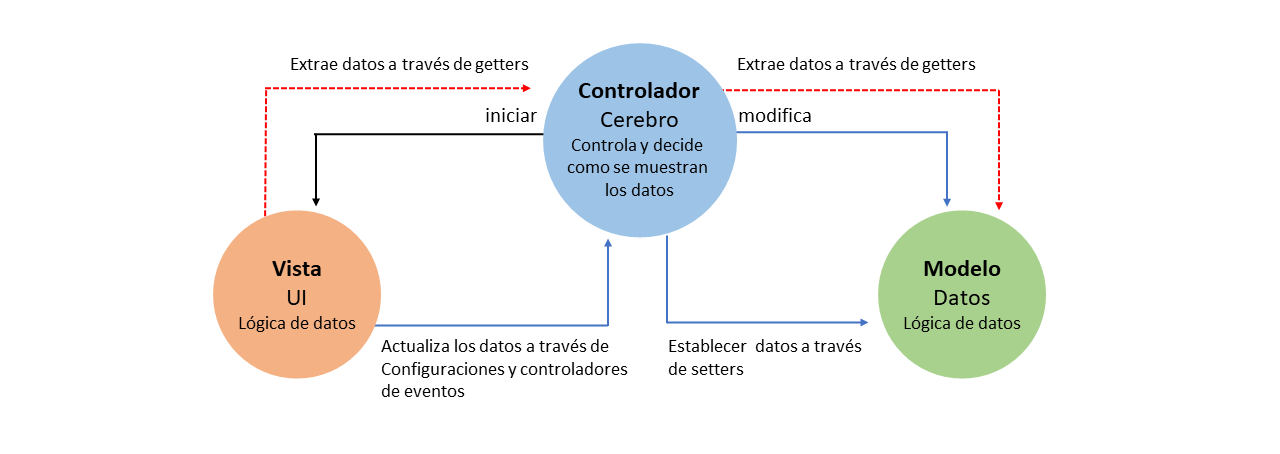 Extrae datos a través de getters
Extrae datos a través de getters
iniciar
Controlador
Cerebro
Controla y decide
como se muestran
los datos
modifica
Vista
UI
Lógica de datos
Modelo
Datos
Lógica de datos
Actualiza los datos a través de
Configuraciones y controladores
de eventos
Establecer  datos a través
de setters